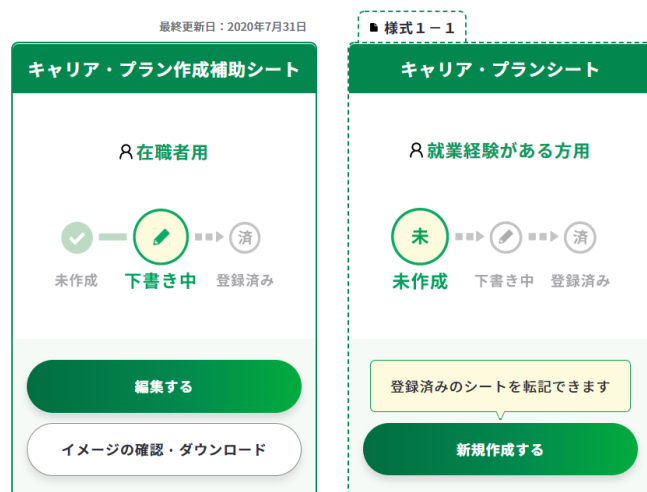 最終更新日：2020年7月31日
キャリア・プラン作成補助シート
在職者用
未作成
下書き中
済
登録済み
編集する
イメージの確認・ダウンロード
様式１－１
キャリア・プランシート
就業経験がある方用
未
未作成
下書き中
済
登録済み
登録済みのシートを転記できます
新規作成する